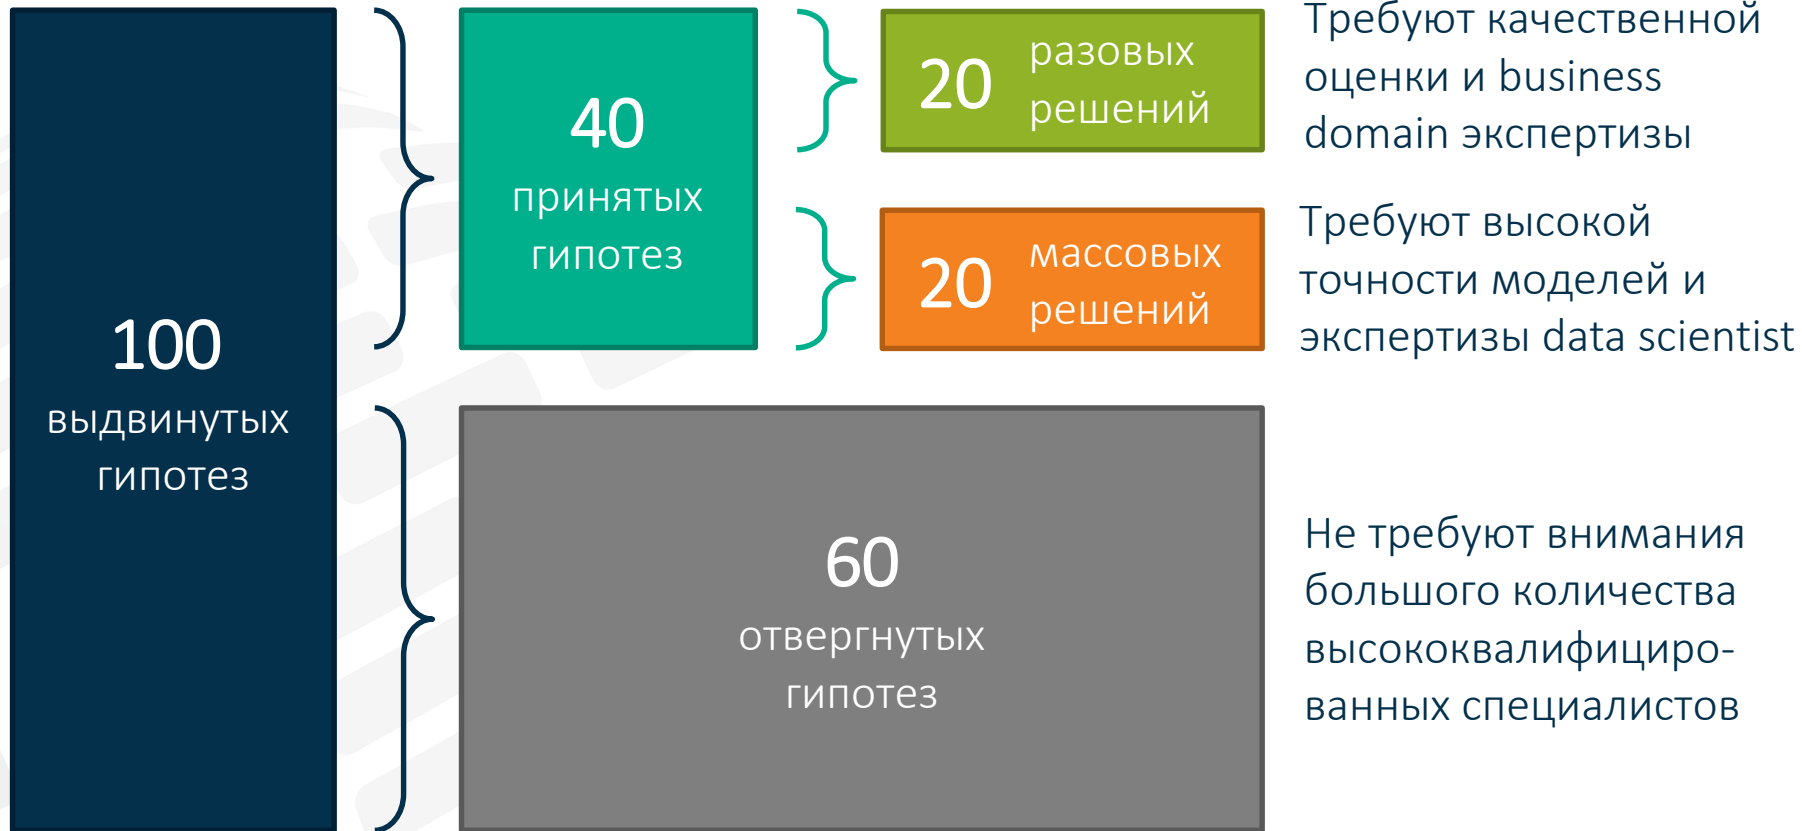 100
выдвинутых
гипотез
40
принятых
гипотез
20
разовых
решений
Требуют качественной
оценки и business
domain экспертизы
20
массовых
решений
Требуют высокой
точности моделей и
экспертизы data scientist
60
отвергнутых
гипотез
Не требуют внимания
большого количества
высококвалифициро-
ванных специалистов